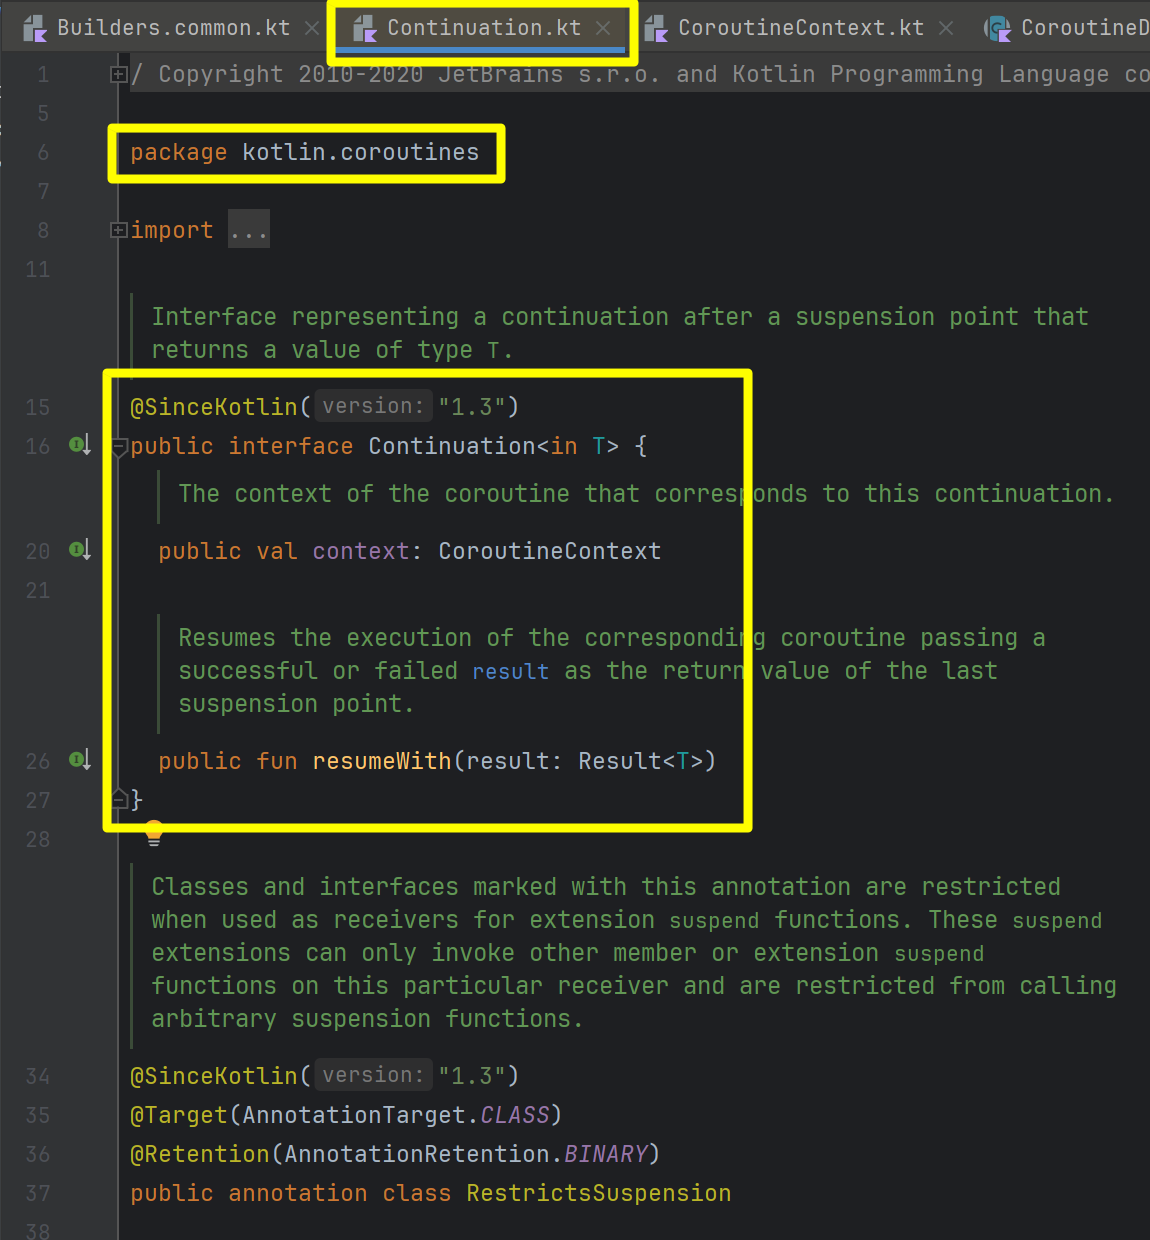 Builders.common.kt Continuation.kt CoroutineContext.kt CoroutineD
1 / Copyright 2010-2020 JetBrains s.r.o. and Kotlin Programming Language co
5
6 package kotlin.coroutines
7
8 import ...
11
Interface representing a continuation after a suspension point that
returns a value of type T.
15 @SinceKotlin( version: "1.3")
16 public interface Continuation<in T> {
The context of the coroutine that corresponds to this continuation.
20 public val context: CoroutineContext
21
Resumes the execution of the corresponding coroutine passing a
successful or failed result as the return value of the last
suspension point.
26 public fun resumeWith(result: Result<T>)
27 }
28
Classes and interfaces marked with this annotation are restricted
when used as receivers for extension suspend functions. These suspend
extensions can only invoke other member or extension suspend
functions on this particular receiver and are restricted from calling
arbitrary suspension functions.
34 @SinceKotlin( version: "1.3")
35 @Target(AnnotationTarget.CLASS)
36 @Retention(AnnotationRetention.BINARY)
37 public annotation class RestrictsSuspension
38